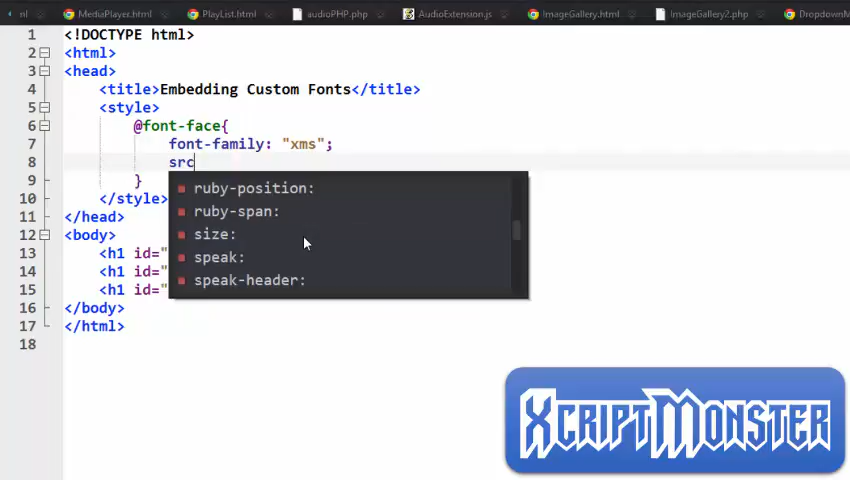 nl MediaPlayer.html PlayList.html audioPHP.php AudioExtension.js ImageGallery.html ImageGallery2.php DropdownM
1 <!DOCTYPE html>
2 <html>
3 <head>
4 <title>Embedding Custom Fonts</title>
5 <style>
6 @font-face{
7 font-family: "xms";
8 src
9 }
ruby-position:
ruby-span:
size:
speak:
speak-header:
10 </style>
11 </head>
12 <body>
13 <h1 id="
14 <h1 id="
15 <h1 id="
16 </body>
17 </html>
18
XCRIPTMONSTER